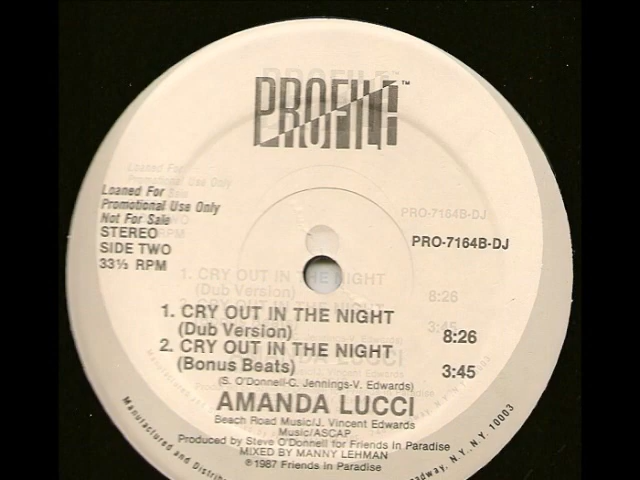 PROFILE™
Loaned For
Promotional Use Only
Not For Sale
STEREO
SIDE TWO
33⅓ RPM
PRO-7164B-DJ
1. CRY OUT IN THE NIGHT
(Dub Version) 8:26
2. CRY OUT IN THE NIGHT
(Bonus Beats) 3:45
(S. O'Donnell-C. Jennings-V. Edwards)
AMANDA LUCCI
Beach Road Music/J. Vincent Edwards
Music/ASCAP
Produced by Steve O'Donnell for Friends In Paradise
MIXED BY MANNY LEHMAN
℗1987 Friends in Paradise
Manufactured and Distrib
adway, N.Y., N.Y. 10003